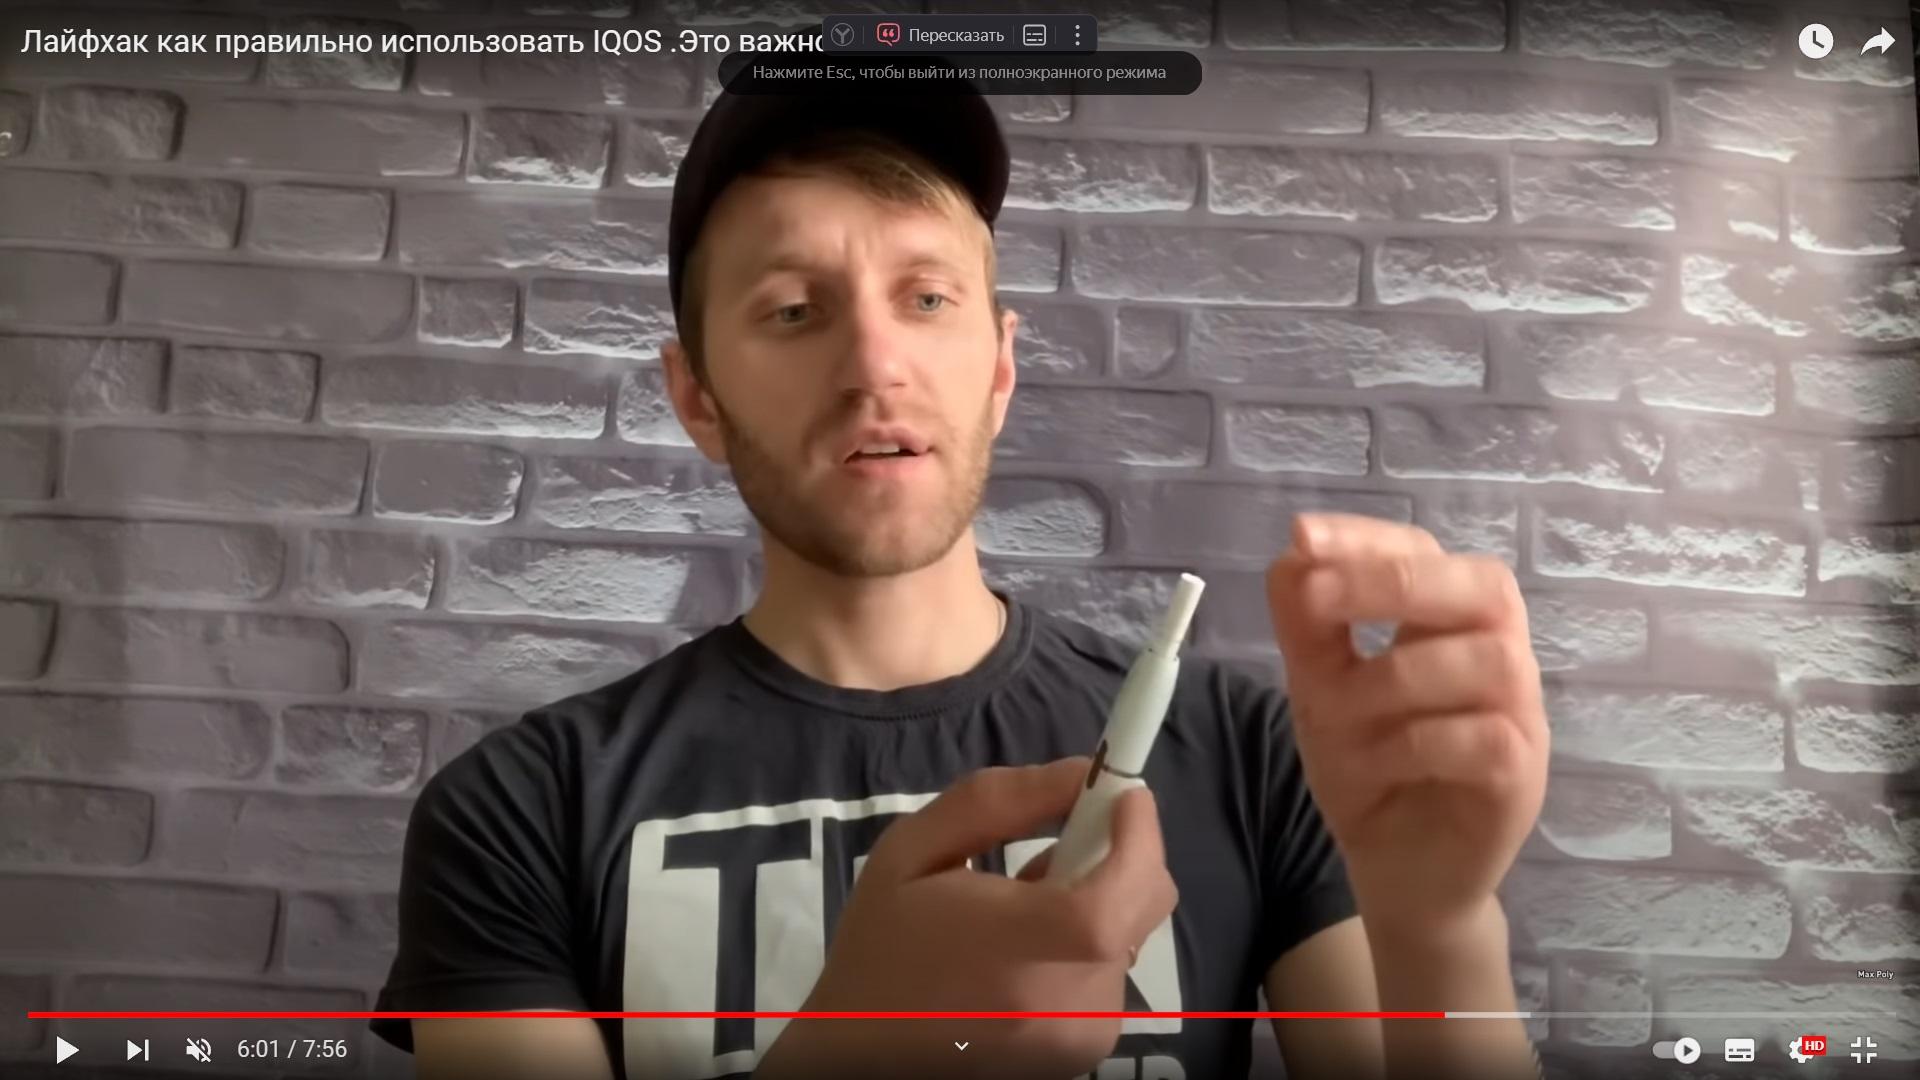 Лайфхак как правильно использовать IQOS .Это важно
Пересказать
Нажмите Esc, чтобы выйти из полноэкранного режима
Max Poly
6:01 / 7:56
HD